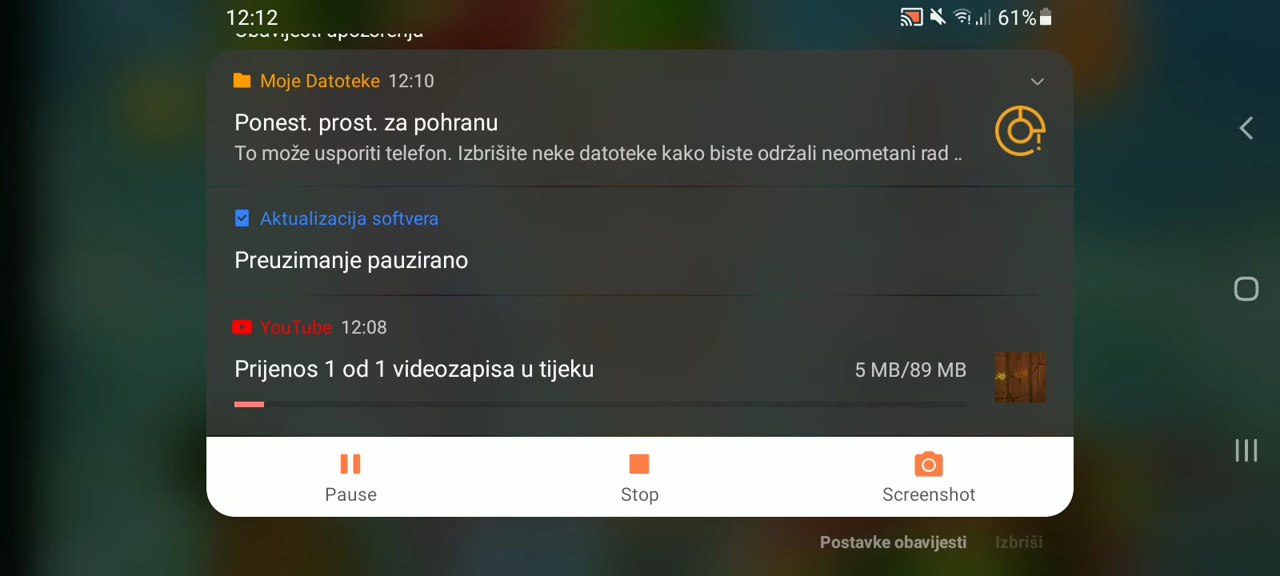 12:12
61%
Obavijesti upozorenja
Moje Datoteke 12:10
Ponest. prost. za pohranu
To može usporiti telefon. Izbrišite neke datoteke kako biste održali neometani rad ..
Aktualizacija softvera
Preuzimanje pauzirano
YouTube 12:08
Prijenos 1 od 1 videozapisa u tijeku
5 MB/89 MB
Pause
Stop
Screenshot
Postavke obavijesti
Izbriši